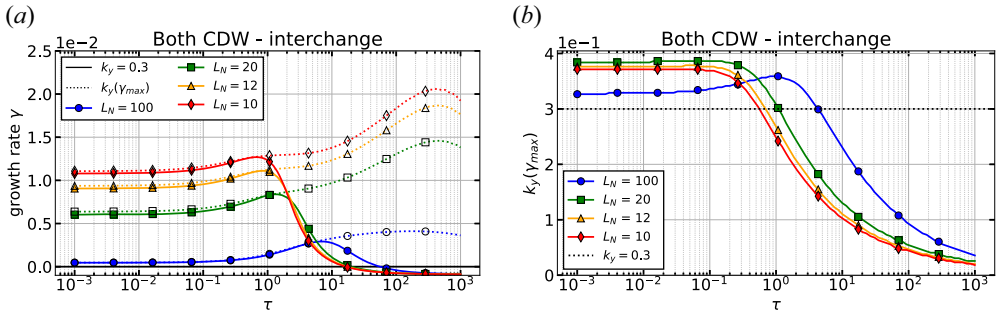 (a)
Both CDW - interchange
1e−2
growth rate γ
2.5
2.0
1.5
1.0
0.5
0.0
k_y = 0.3
k_y(γ_max)
L_N = 100
L_N = 20
L_N = 12
L_N = 10
10^−3 10^−2 10^−1 10^0 10^1 10^2 10^3
τ
(b)
Both CDW - interchange
1e−1
k_y(γ_max)
4
3
2
1
0
L_N = 100
L_N = 20
L_N = 12
L_N = 10
k_y = 0.3
10^−3 10^−2 10^−1 10^0 10^1 10^2 10^3
τ